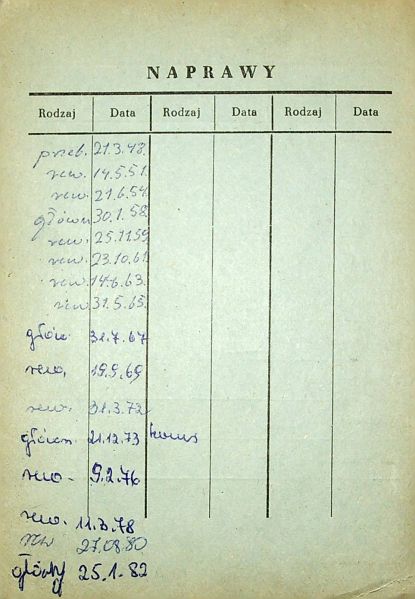 NAPRAWY
Rodzaj Data Rodzaj Data Rodzaj Data
przeb. 21.3.48.
rew. 14.5.51.
rew. 21.6.54.
główn 30.1.58.
rew. 25.11.59
rew. 23.10.61.
rew. 14.6.63.
rew. 31.5.65.
głów. 31.7.67
rew. 19.9.69
rew. 31.3.72
główn. 21.12.73
rew. 9.2.76
rew. 11.3.78
rew 27.08.80
główny 25.1.82